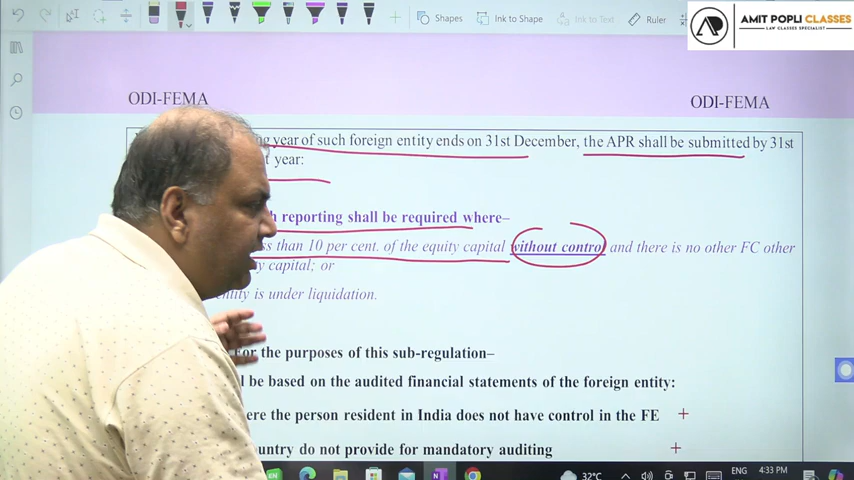 Shapes
Ink to Shape
Ink to Text
Ruler
AMIT POPLI CLASSES
LAW CLASSES SPECIALIST
ODI-FEMA
ODI-FEMA
year of such foreign entity ends on 31st December, the APR shall be submitted by 31st
year:
reporting shall be required where–
than 10 per cent. of the equity capital without control and there is no other FC other
capital; or
entity is under liquidation.
For the purposes of this sub-regulation–
be based on the audited financial statements of the foreign entity:
the person resident in India does not have control in the FE +
do not provide for mandatory auditing +
32°C
ENG
4:33 PM